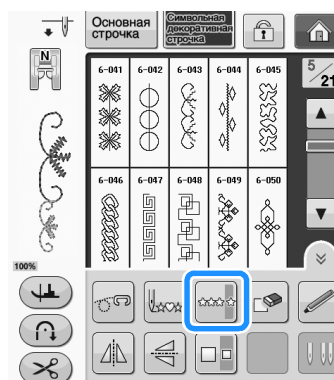 Основная
строчка
Символьная
декоративная
строчка
N
5/21
6-041 6-042 6-043 6-044 6-045
6-046 6-047 6-048 6-049 6-050
100%